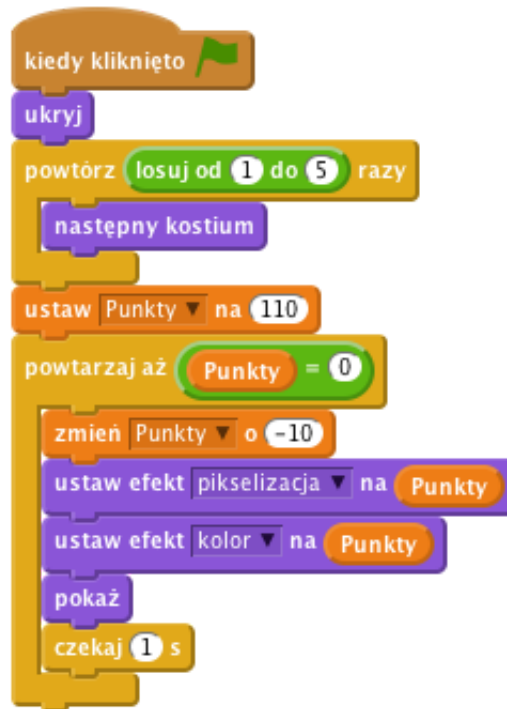 kiedy kliknięto
ukryj
powtórz losuj od 1 do 5 razy
następny kostium
ustaw Punkty na 110
powtarzaj aż Punkty = 0
zmień Punkty o -10
ustaw efekt pikselizacja na Punkty
ustaw efekt kolor na Punkty
pokaż
czekaj 1 s